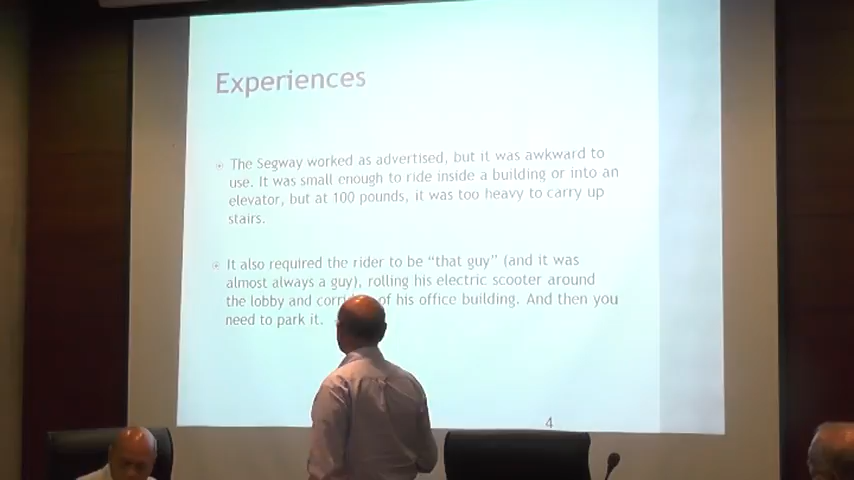 Experiences
The Segway worked as advertised, but it was awkward to
use. It was small enough to ride inside a building or into an
elevator, but at 100 pounds, it was too heavy to carry up
stairs.
It also required the rider to be “that guy” (and it was
almost always a guy), rolling his electric scooter around
the lobby and of his office building. And then you
need to park it.
4